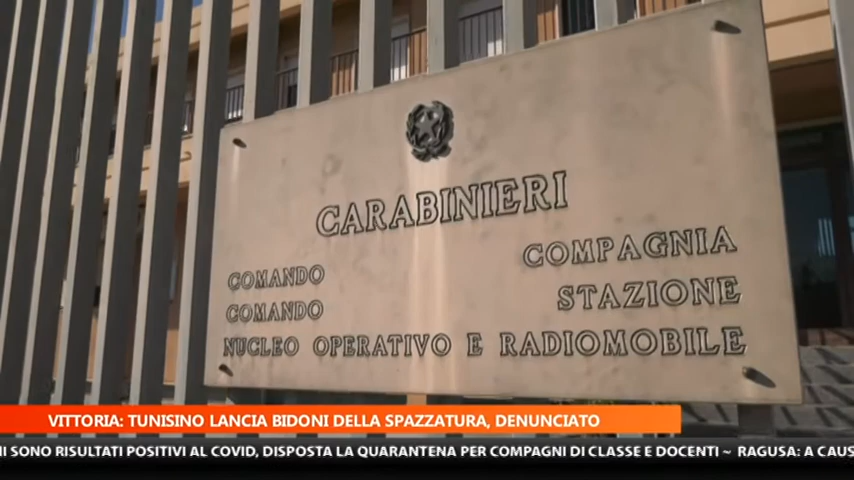 CARABINIERI
COMANDO COMPAGNIA
COMANDO STAZIONE
NUCLEO OPERATIVO E RADIOMOBILE
VITTORIA: TUNISINO LANCIA BIDONI DELLA SPAZZATURA, DENUNCIATO
SONO RISULTATI POSITIVI AL COVID, DISPOSTA LA QUARANTENA PER COMPAGNI DI CLASSE E DOCENTI ~ RAGUSA: A CAUS